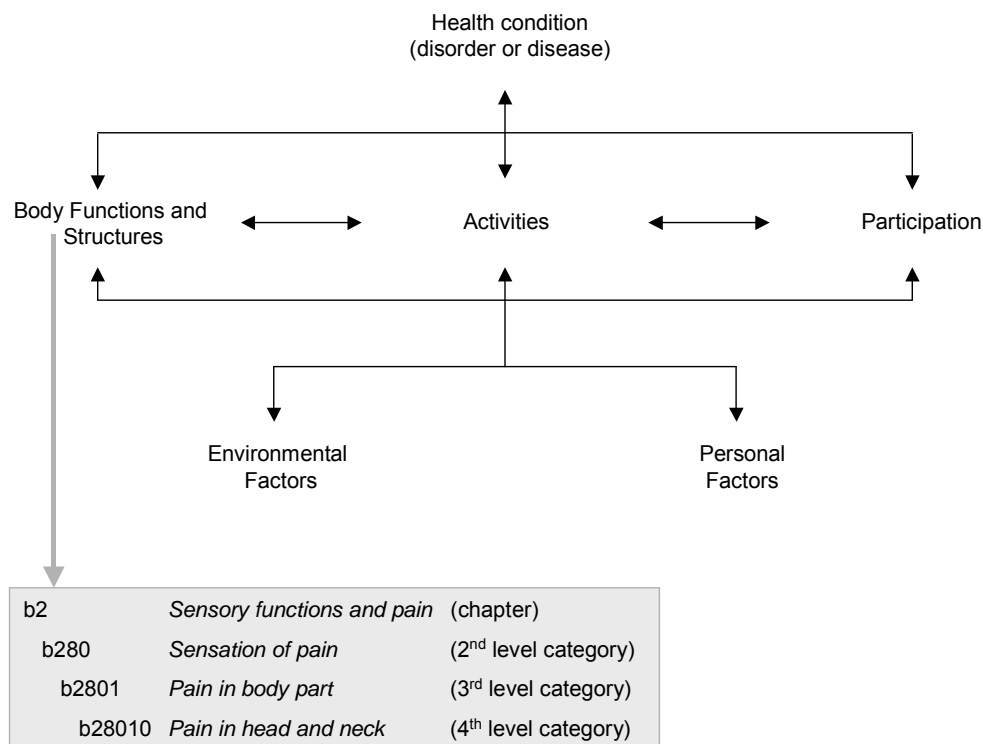 Health condition
(disorder or disease)
Body Functions and
Structures
Activities
Participation
Environmental
Factors
Personal
Factors
b2 Sensory functions and pain (chapter)
b280 Sensation of pain (2nd level category)
b2801 Pain in body part (3rd level category)
b28010 Pain in head and neck (4th level category)